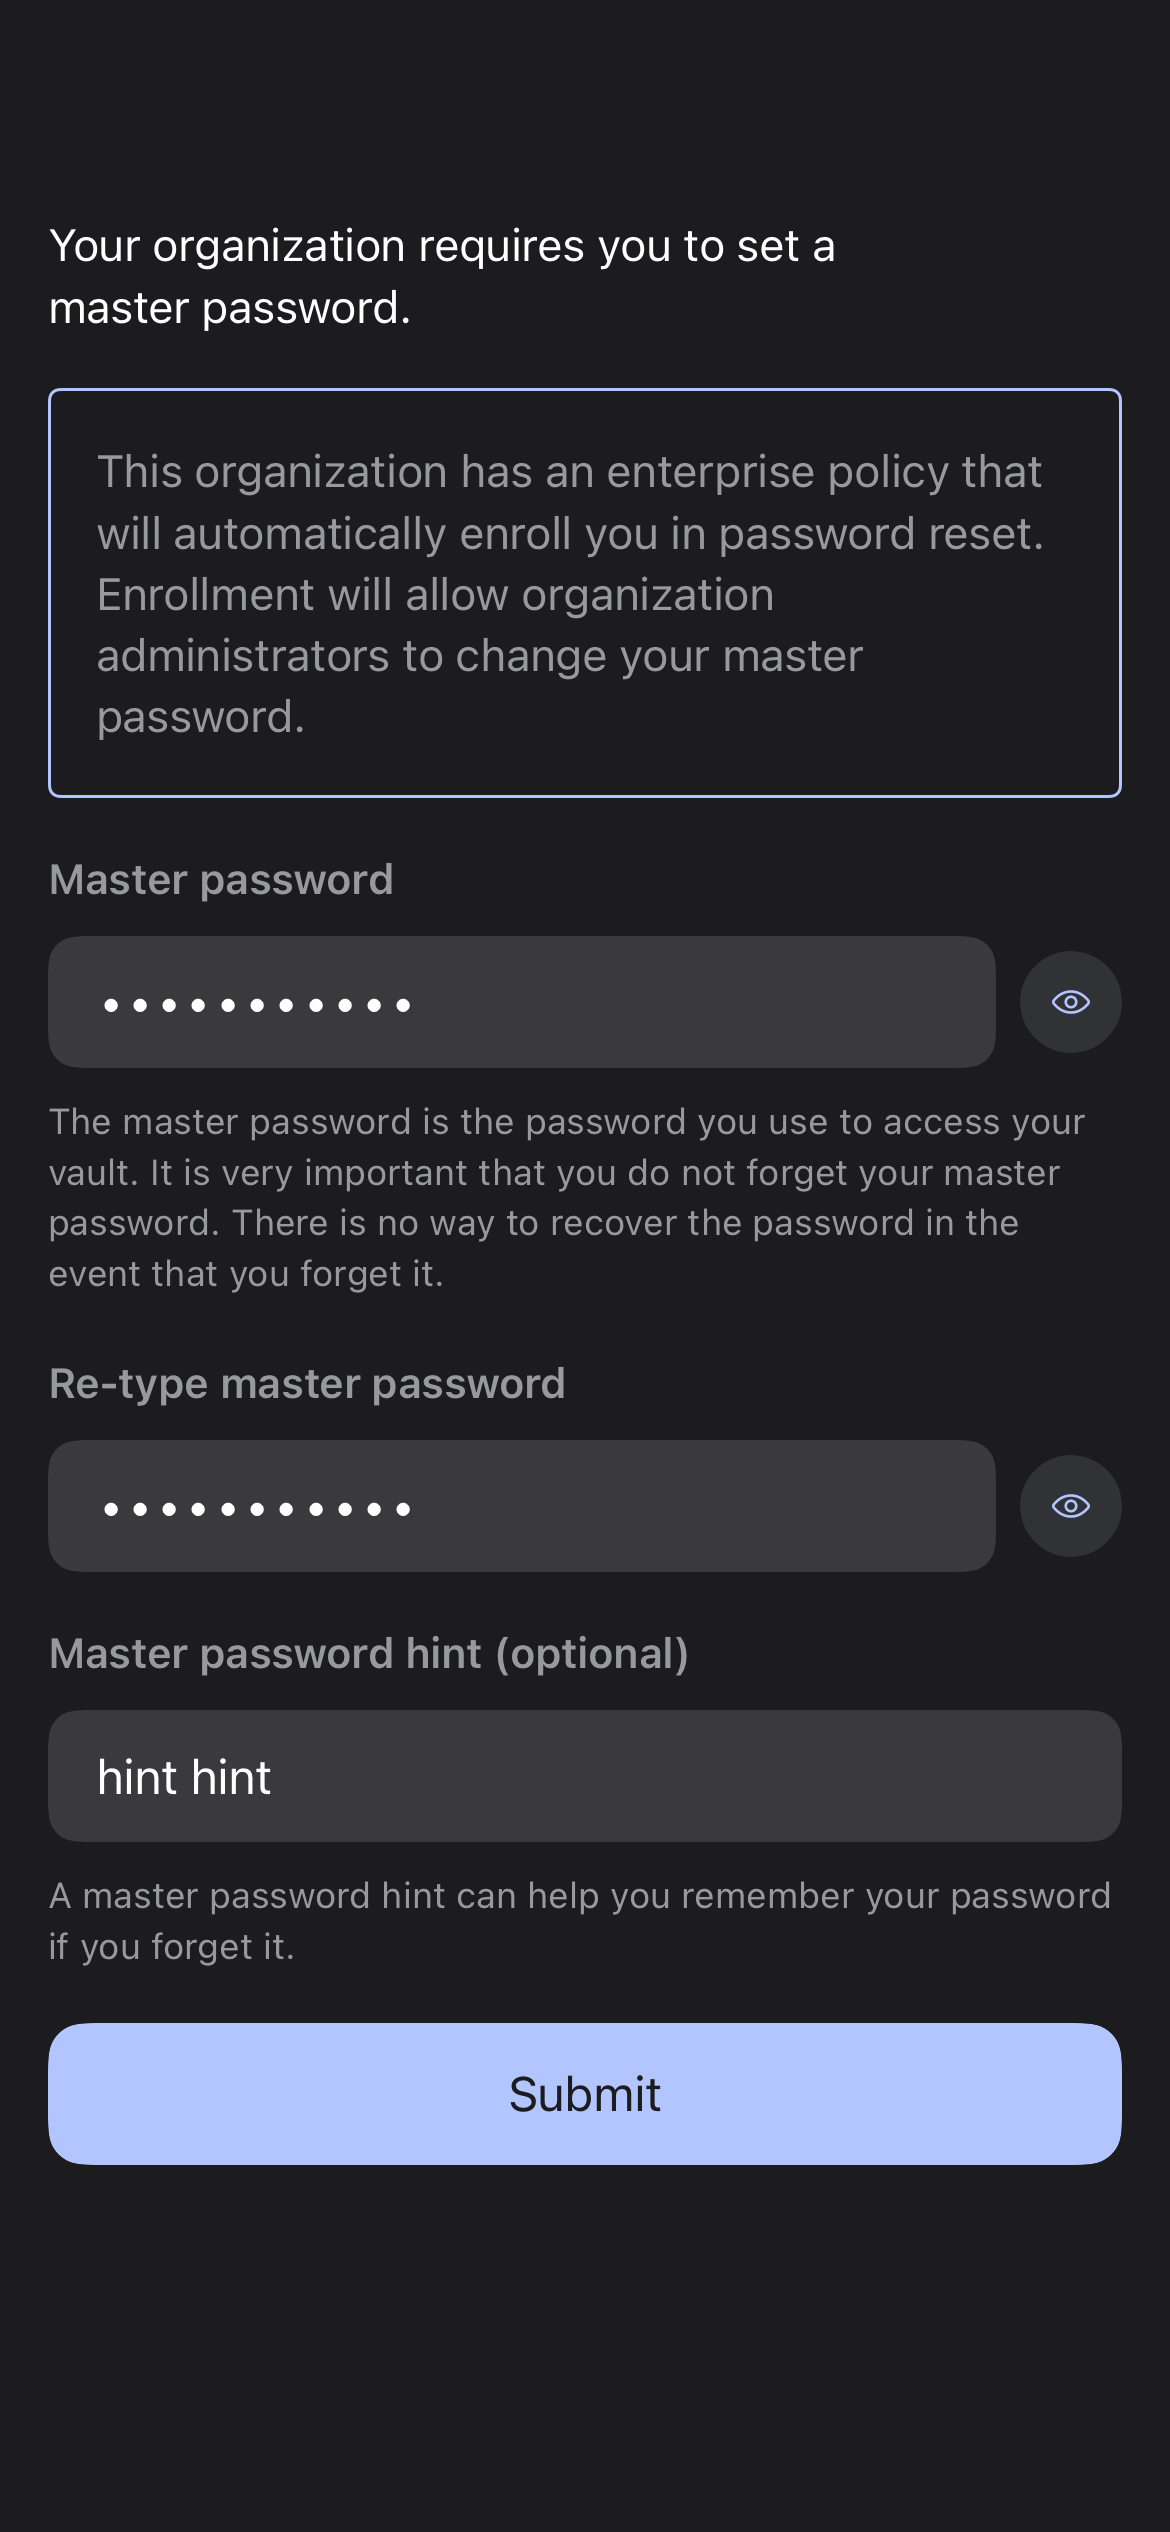 Your organization requires you to set a
master password.
This organization has an enterprise policy that
will automatically enroll you in password reset.
Enrollment will allow organization
administrators to change your master
password.
Master password
•••••••••••
The master password is the password you use to access your
vault. It is very important that you do not forget your master
password. There is no way to recover the password in the
event that you forget it.
Re-type master password
•••••••••••
Master password hint (optional)
hint hint
A master password hint can help you remember your password
if you forget it.
Submit